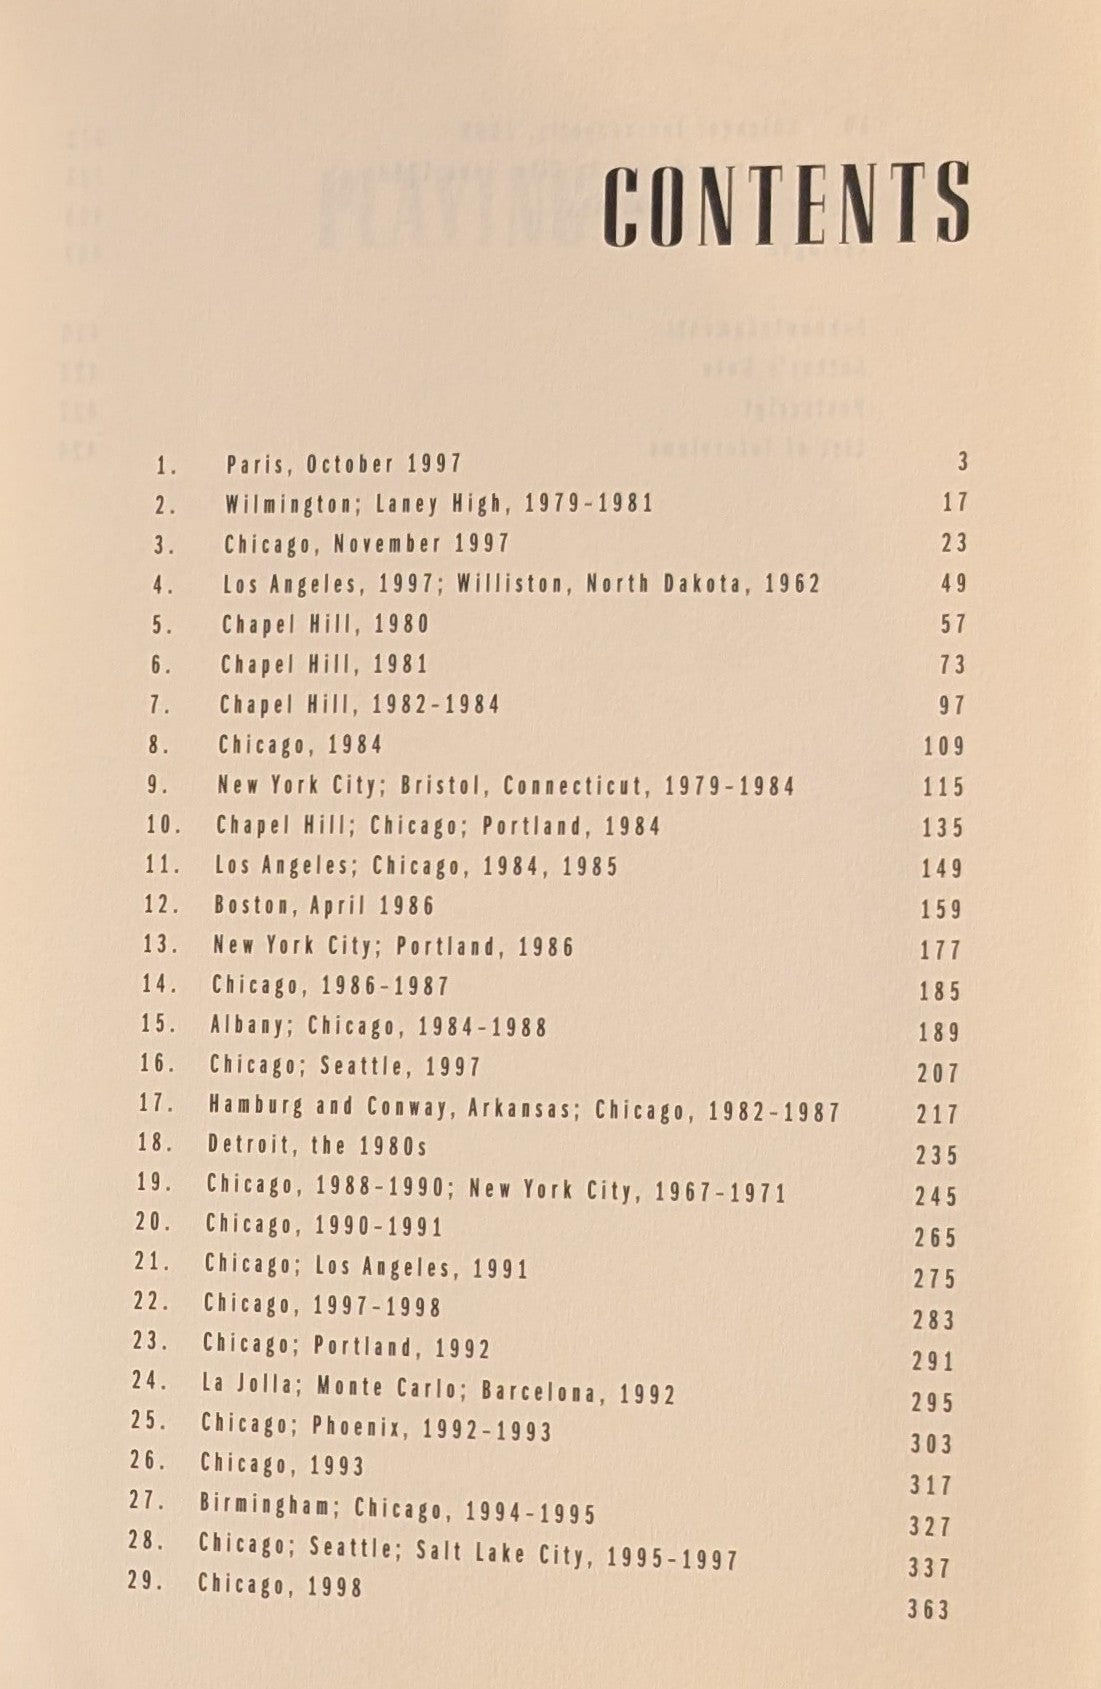 CONTENTS
1. Paris, October 1997 3
2. Wilmington; Laney High, 1979-1981 17
3. Chicago, November 1997 23
4. Los Angeles, 1997; Williston, North Dakota, 1962 49
5. Chapel Hill, 1980 57
6. Chapel Hill, 1981 73
7. Chapel Hill, 1982-1984 97
8. Chicago, 1984 109
9. New York City; Bristol, Connecticut, 1979-1984 115
10. Chapel Hill; Chicago; Portland, 1984 135
11. Los Angeles; Chicago, 1984, 1985 149
12. Boston, April 1986 159
13. New York City; Portland, 1986 177
14. Chicago, 1986-1987 185
15. Albany; Chicago, 1984-1988 189
16. Chicago; Seattle, 1997 207
17. Hamburg and Conway, Arkansas; Chicago, 1982-1987 217
18. Detroit, the 1980s 235
19. Chicago, 1988-1990; New York City, 1967-1971 245
20. Chicago, 1990-1991 265
21. Chicago; Los Angeles, 1991 275
22. Chicago, 1997-1998 283
23. Chicago; Portland, 1992 291
24. La Jolla; Monte Carlo; Barcelona, 1992 295
25. Chicago; Phoenix, 1992-1993 303
26. Chicago, 1993 317
27. Birmingham; Chicago, 1994-1995 327
28. Chicago; Seattle; Salt Lake City, 1995-1997 337
29. Chicago, 1998 363